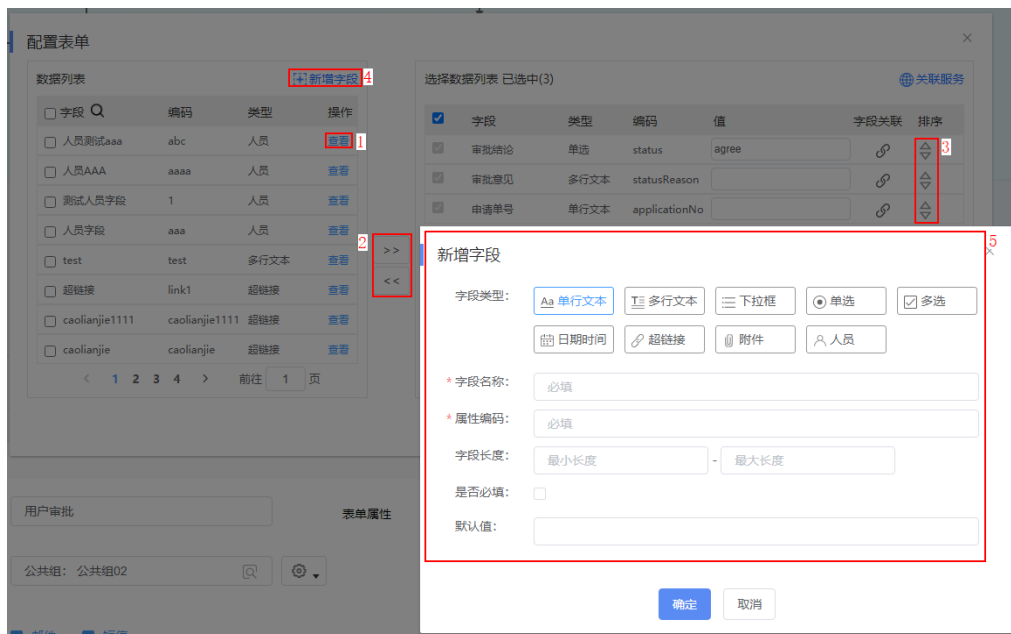 配置表单
数据列表
新增字段 4
选择数据列表 已选中(3)
关联服务
字段 编码 类型 操作
人员测试aaa abc 人员 查看 1
人员AAA aaaa 人员 查看
测试人员字段 1 人员 查看
人员字段 aaa 人员 查看
test test 多行文本 查看
超链接 link1 超链接 查看
caolianjie1111 caolianjie1111 超链接 查看
caolianjie caolianjie 超链接 查看
< 1 2 3 4 > 前往 1 页
2
>>
<<
字段 类型 编码 值 字段关联 排序
审批结论 单选 status agree 3
审批意见 多行文本 statusReason
申请单号 单行文本 applicationNo
5
新增字段
字段类型: Aa 单行文本 多行文本 下拉框 单选 多选
日期时间 超链接 附件 人员
* 字段名称: 必填
* 属性编码: 必填
字段长度: 最小长度 - 最大长度
是否必填:
默认值:
确定 取消
用户审批
表单属性
公共组: 公共组02